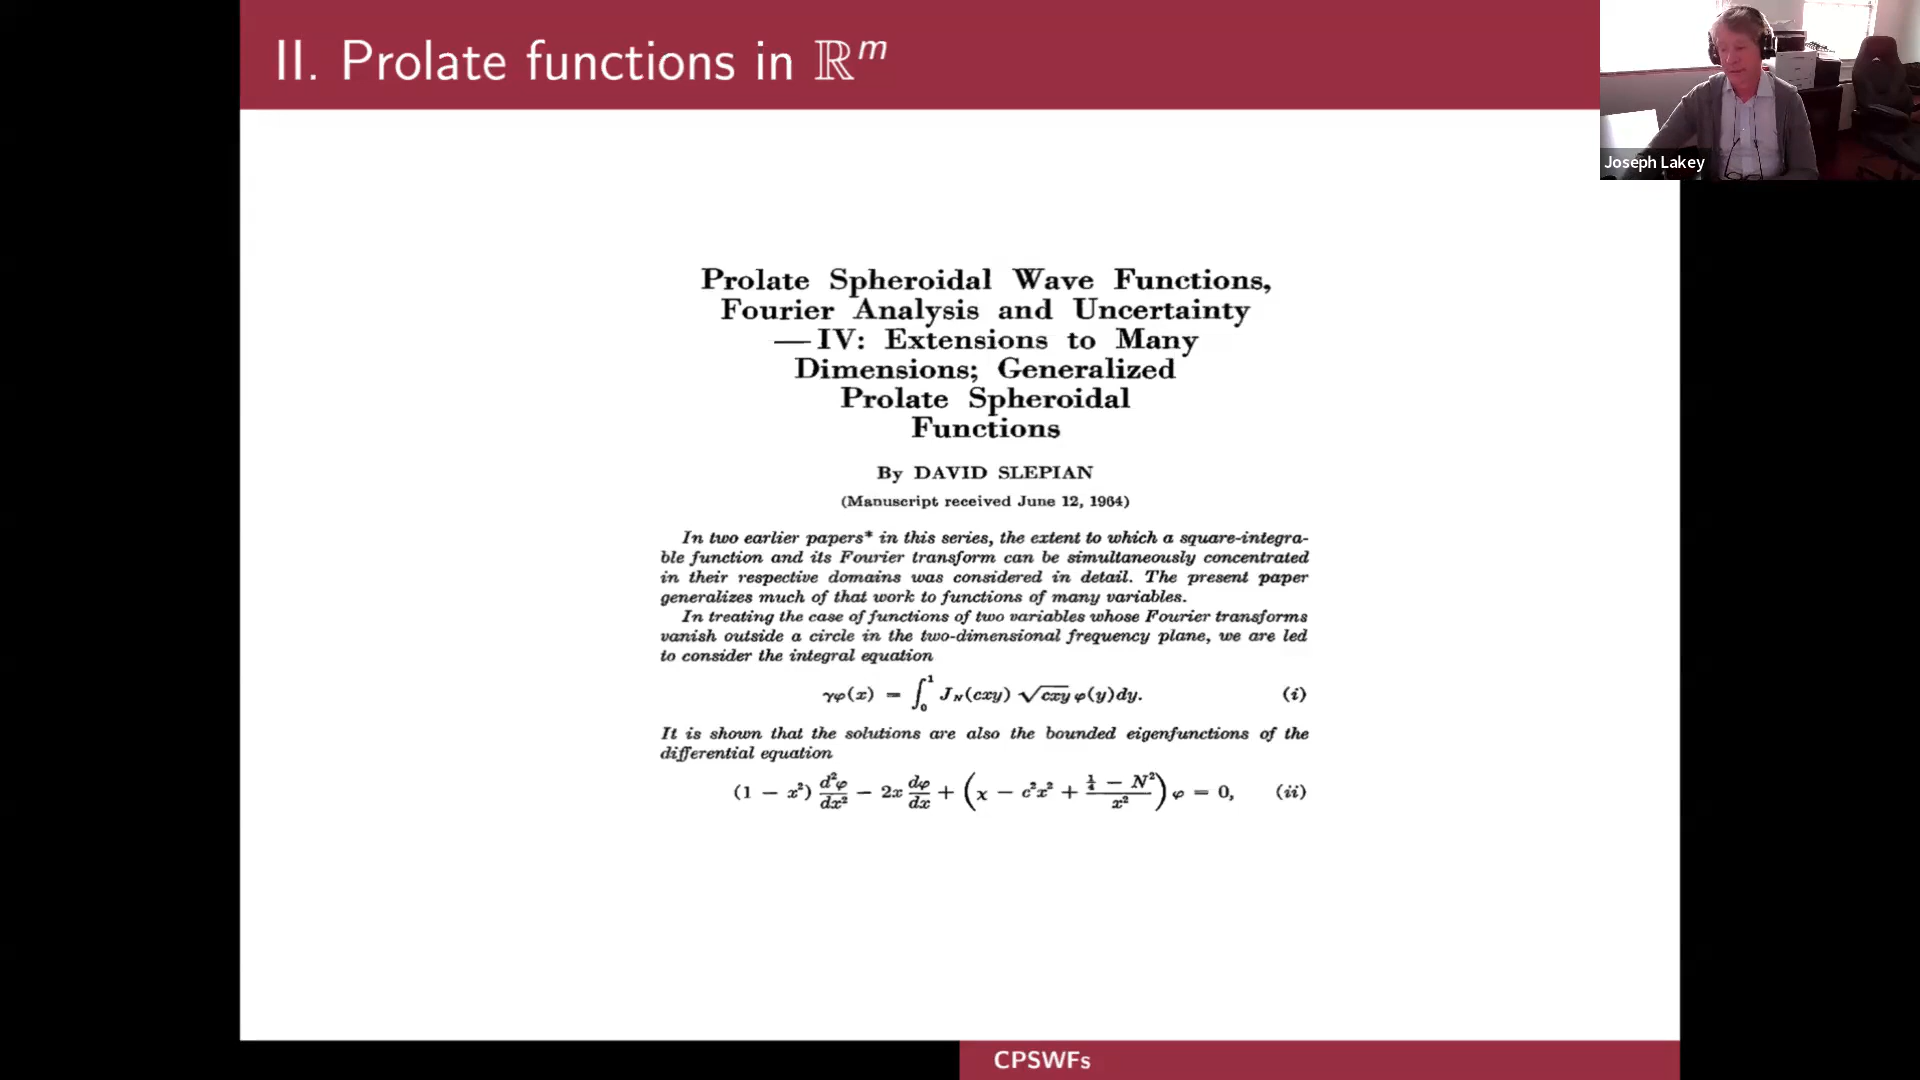 II. Prolate functions in ℝ^m
Joseph Lakey
Prolate Spheroidal Wave Functions,
Fourier Analysis and Uncertainty
—IV: Extensions to Many
Dimensions; Generalized
Prolate Spheroidal
Functions
By DAVID SLEPIAN
(Manuscript received June 12, 1964)
In two earlier papers* in this series, the extent to which a square-integra-
ble function and its Fourier transform can be simultaneously concentrated
in their respective domains was considered in detail. The present paper
generalizes much of that work to functions of many variables.
In treating the case of functions of two variables whose Fourier transforms
vanish outside a circle in the two-dimensional frequency plane, we are led
to consider the integral equation
γφ(x) = ∫₀¹ J_N(cxy) √(cxy) φ(y)dy. (i)
It is shown that the solutions are also the bounded eigenfunctions of the
differential equation
(1 − x²) d²φ/dx² − 2x dφ/dx + (χ − c²x² + (¼ − N²)/x²) φ = 0, (ii)
CPSWFs